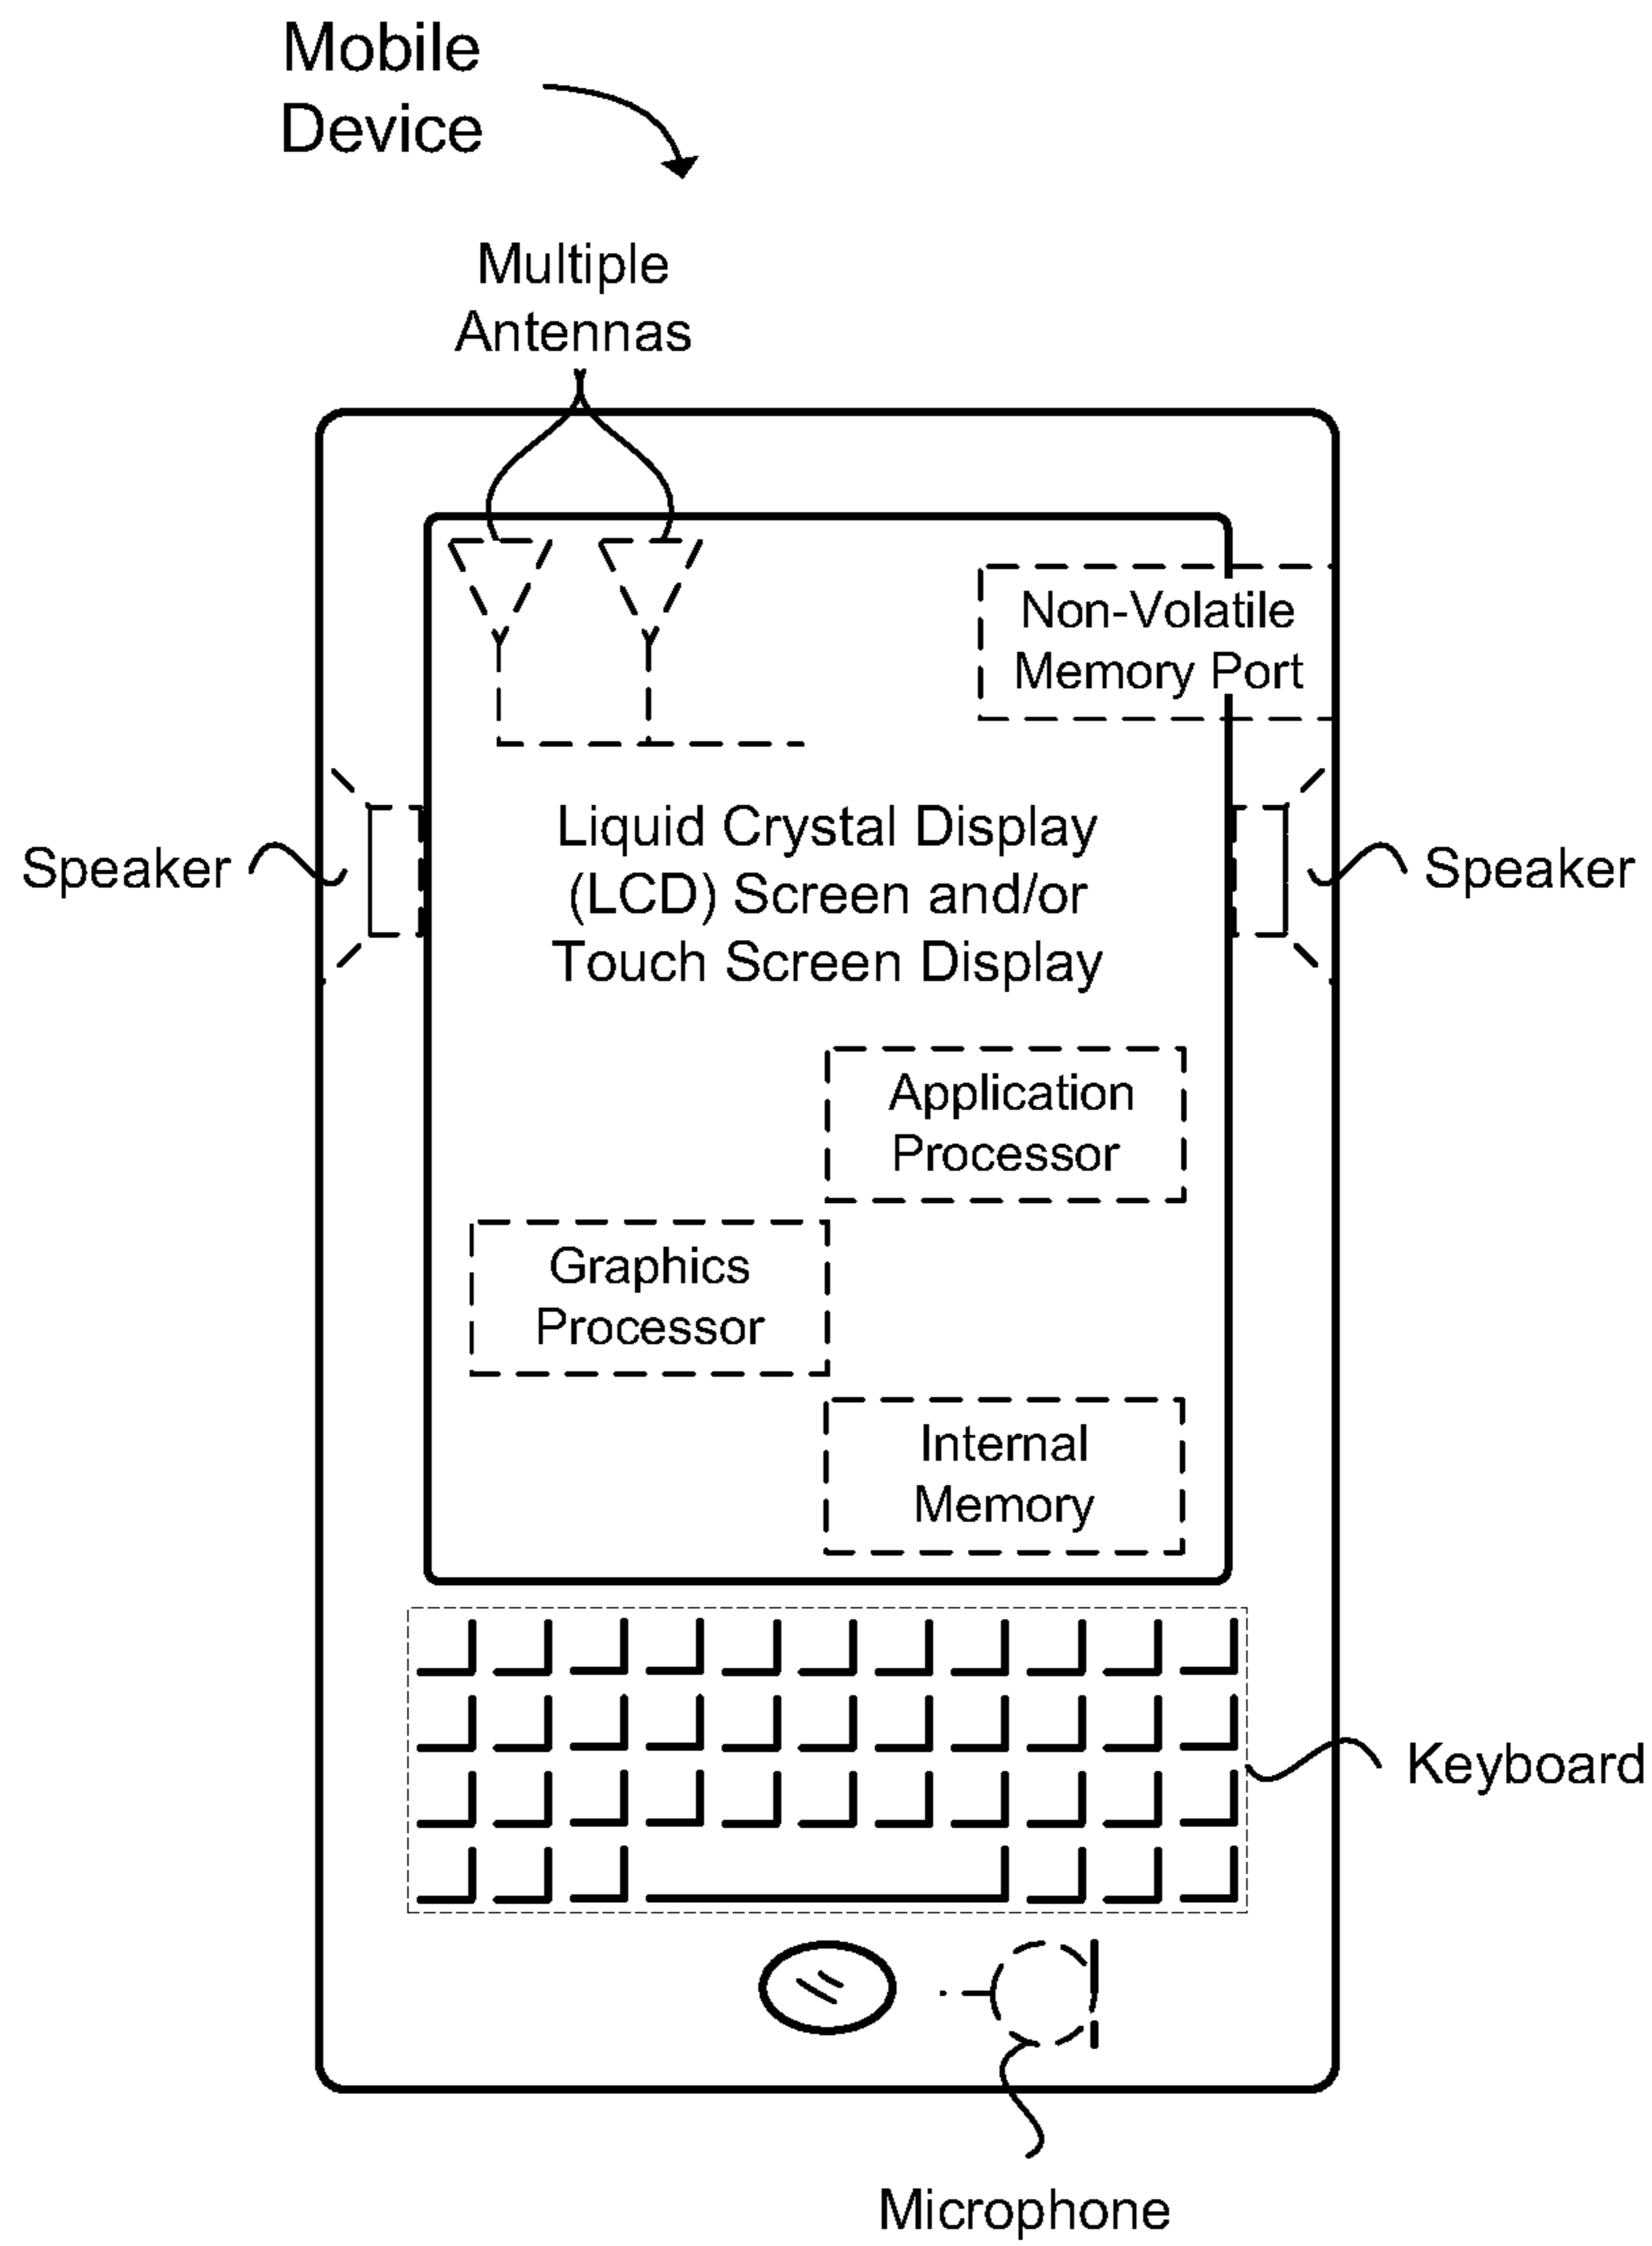 Mobile
Device
Multiple
Antennas
Non-Volatile
Memory Port
Liquid Crystal Display
(LCD) Screen and/or
Touch Screen Display
Speaker
Speaker
Application
Processor
Graphics
Processor
Internal
Memory
Keyboard
Microphone